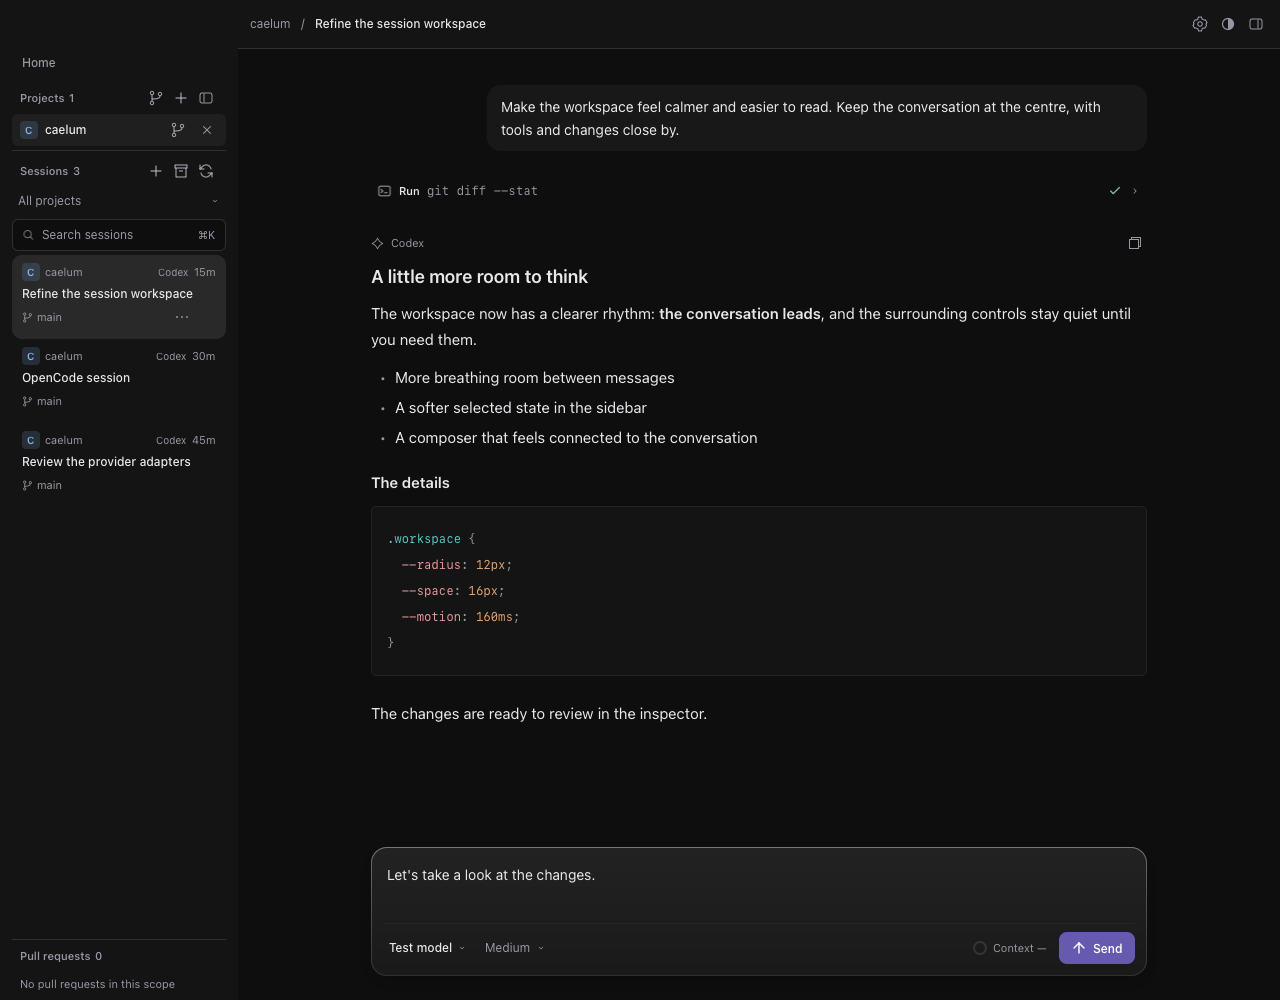 caelum / Refine the session workspace
Home
Projects 1
C caelum
Sessions 3
All projects
Search sessions ⌘K
C caelum Codex 15m
Refine the session workspace
main ···
C caelum Codex 30m
OpenCode session
main
C caelum Codex 45m
Review the provider adapters
main
Pull requests 0
No pull requests in this scope
Make the workspace feel calmer and easier to read. Keep the conversation at the centre, with
tools and changes close by.
Run git diff --stat
Codex
A little more room to think
The workspace now has a clearer rhythm: the conversation leads, and the surrounding controls stay quiet until
you need them.
• More breathing room between messages
• A softer selected state in the sidebar
• A composer that feels connected to the conversation
The details
.workspace {
--radius: 12px;
--space: 16px;
--motion: 160ms;
}
The changes are ready to review in the inspector.
Let's take a look at the changes.
Test model Medium Context — Send